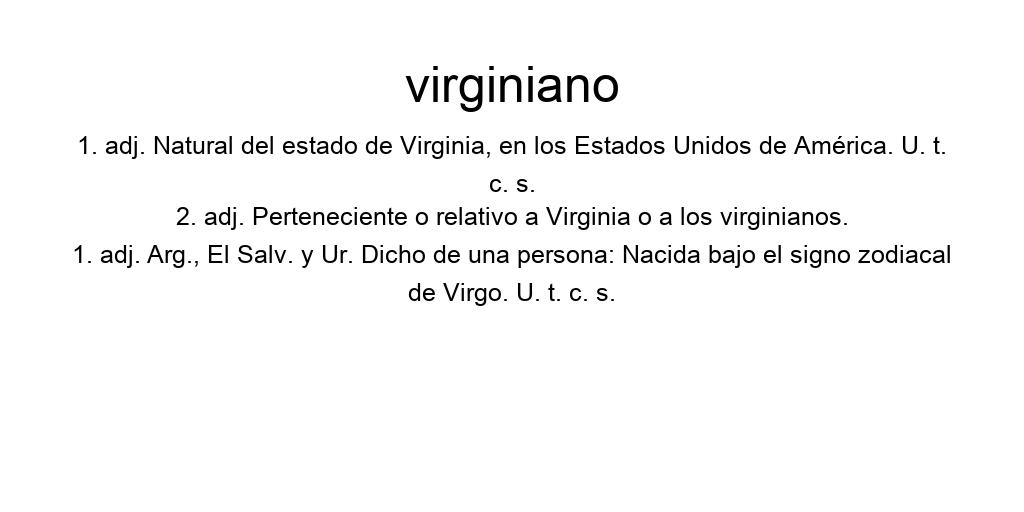 virginiano
1. adj. Natural del estado de Virginia, en los Estados Unidos de América. U. t.
c. s.
2. adj. Perteneciente o relativo a Virginia o a los virginianos.
1. adj. Arg., El Salv. y Ur. Dicho de una persona: Nacida bajo el signo zodiacal
de Virgo. U. t. c. s.